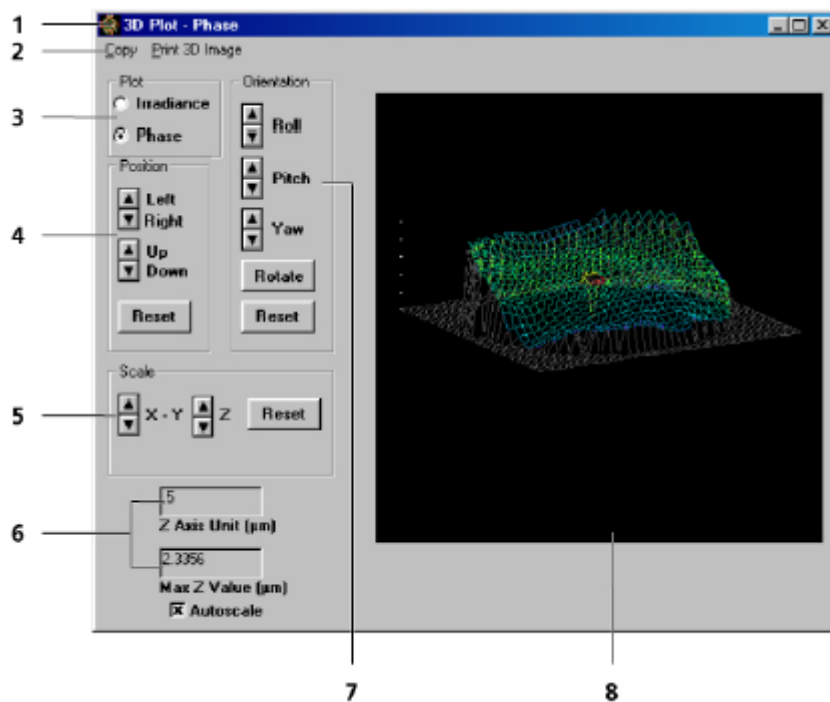 1
3D Plot - Phase
2
Copy Print 3D Image
Plot
Orientation
3
Irradiance
Phase
Roll
Position
Pitch
7
4
Left
Right
Yaw
Up
Down
Rotate
Reset
Reset
Scale
5
X - Y
Z
Reset
6
.5
Z Axis Unit (µm)
2.3356
Max Z Value (µm)
Autoscale
8